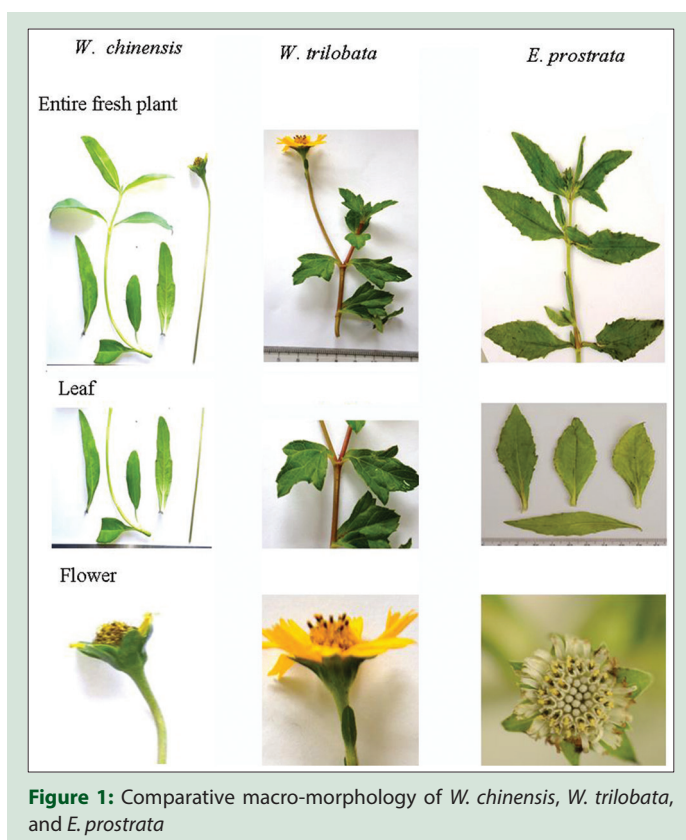 W. chinensis W. trilobata E. prostrata
Entire fresh plant
Leaf
Flower
Figure 1: Comparative macro-morphology of W. chinensis, W. trilobata,
and E. prostrata